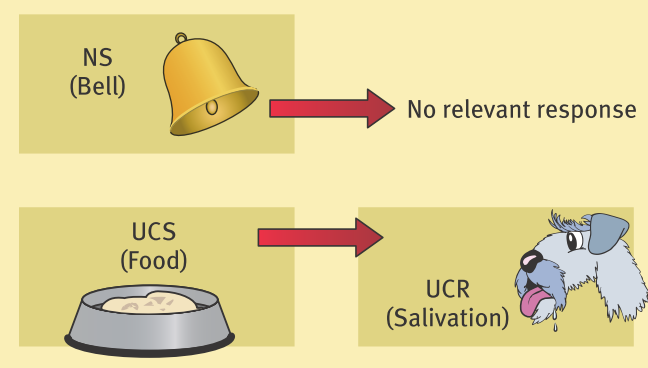 NS
(Bell)
No relevant response
UCS
(Food)
UCR
(Salivation)